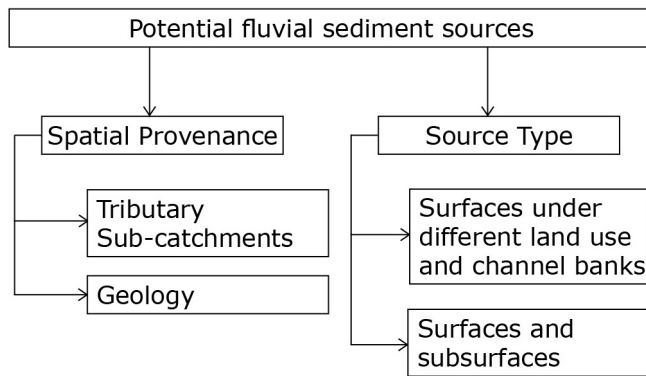 Potential fluvial sediment sources
Spatial Provenance
Source Type
Tributary
Sub-catchments
Geology
Surfaces under
different land use
and channel banks
Surfaces and
subsurfaces